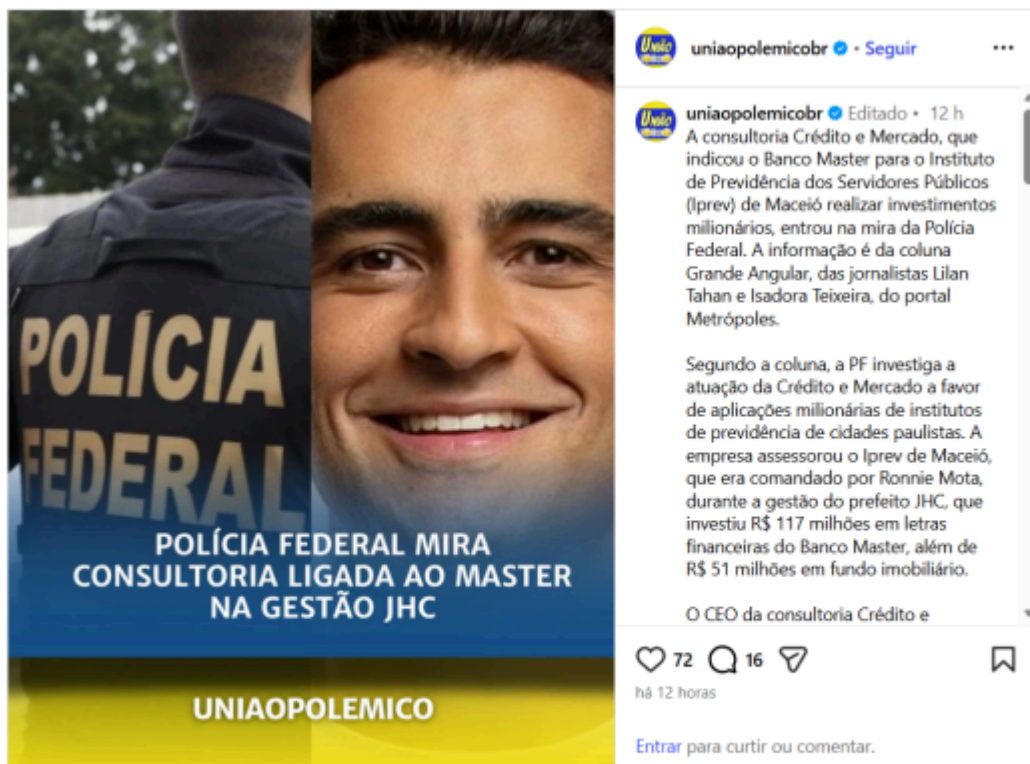 POLÍCIA
FEDERAL
POLÍCIA FEDERAL MIRA
CONSULTORIA LIGADA AO MASTER
NA GESTÃO JHC
UNIAOPOLEMICO
União
uniaopolemicobr • Seguir
União
uniaopolemicobr Editado • 12 h
A consultoria Crédito e Mercado, que
indicou o Banco Master para o Instituto
de Previdência dos Servidores Públicos
(Iprev) de Maceió realizar investimentos
milionários, entrou na mira da Polícia
Federal. A informação é da coluna
Grande Angular, das jornalistas Lilan
Tahan e Isadora Teixeira, do portal
Metrópoles.
Segundo a coluna, a PF investiga a
atuação da Crédito e Mercado a favor
de aplicações milionárias de institutos
de previdência de cidades paulistas. A
empresa assessorou o Iprev de Maceió,
que era comandado por Ronnie Mota,
durante a gestão do prefeito JHC, que
investiu R$ 117 milhões em letras
financeiras do Banco Master, além de
R$ 51 milhões em fundo imobiliário.
O CEO da consultoria Crédito e
72 16
há 12 horas
Entrar para curtir ou comentar.